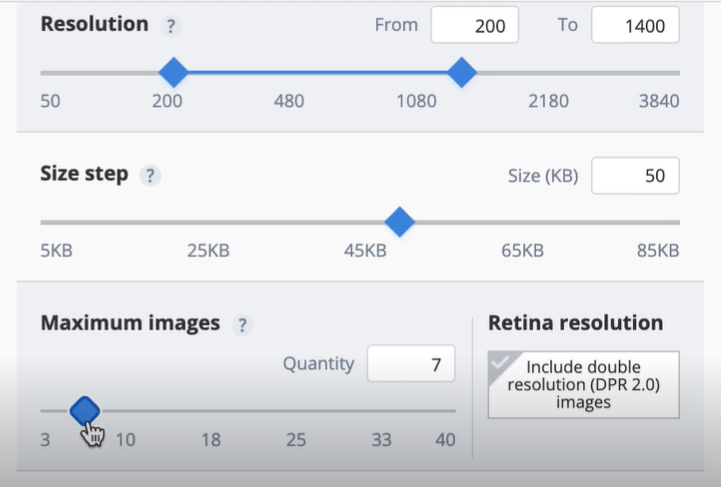 Resolution ? From 200 To 1400
50 200 480 1080 2180 3840
Size step ? Size (KB) 50
5KB 25KB 45KB 65KB 85KB
Maximum images ?
Quantity 7
3 10 18 25 33 40
Retina resolution
Include double
resolution (DPR 2.0)
images